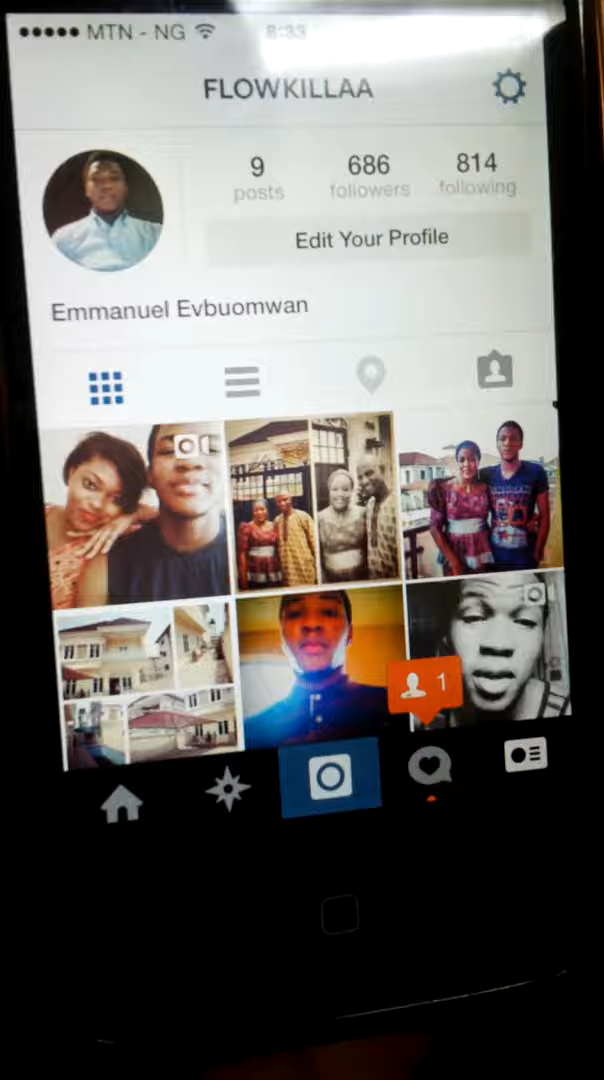 MTN - NG 8:33
FLOWKILLAA
9 686 814
posts followers following
Edit Your Profile
Emmanuel Evbuomwan
1